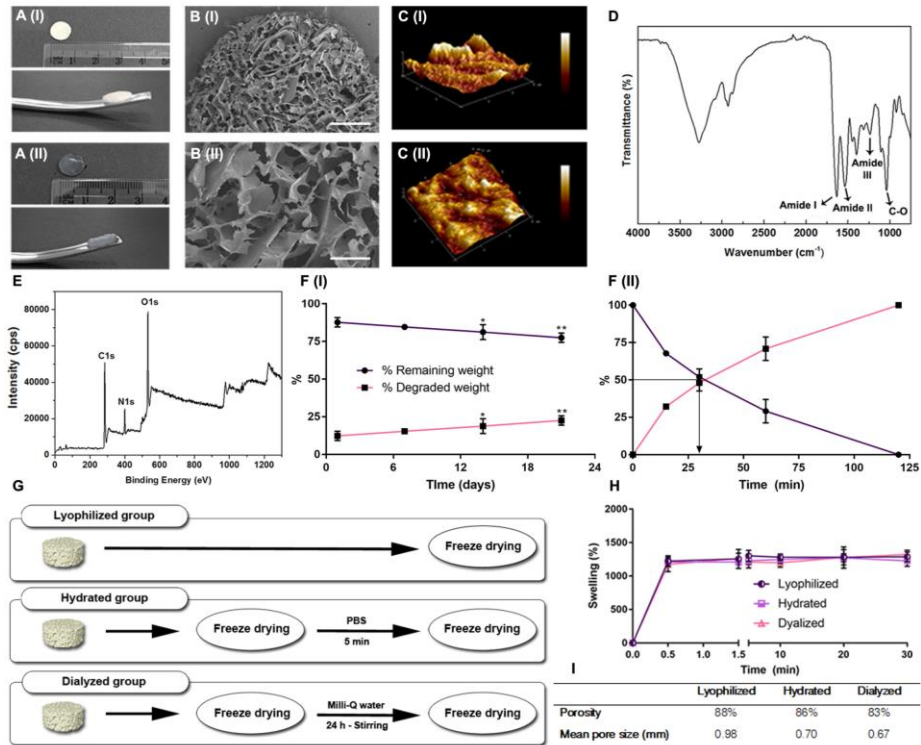 A (I)
B (I)
C (I)
D
A (II)
B (II)
C (II)
Transmittance (%)
Amide I
Amide II
Amide
III
C-O
4000 3500 3000 2500 2000 1500 1000
Wavenumber (cm-1)
E
Intensity (cps)
80000
60000
40000
20000
0
C1s
N1s
O1s
0 200 400 600 800 1000 1200
Binding Energy (eV)
F (I)
%
100
75
50
25
0
% Remaining weight
% Degraded weight
* **
* **
0 4 8 12 16 20 24
TIme (days)
F (II)
%
100
75
50
25
0
0 25 50 75 100 125
Time (min)
G
Lyophilized group
Freeze drying
Hydrated group
Freeze drying
PBS
5 min
Freeze drying
Dialyzed group
Freeze drying
Milli-Q water
24 h - Stirring
Freeze drying
H
Swelling (%)
2000
1500
1000
500
0
Lyophilized
Hydrated
Dyalized
0.0 0.5 1.0 1.5 10 20 30
Time (min)
I
Lyophilized Hydrated Dialyzed
Porosity 88% 86% 83%
Mean pore size (mm) 0.98 0.70 0.67